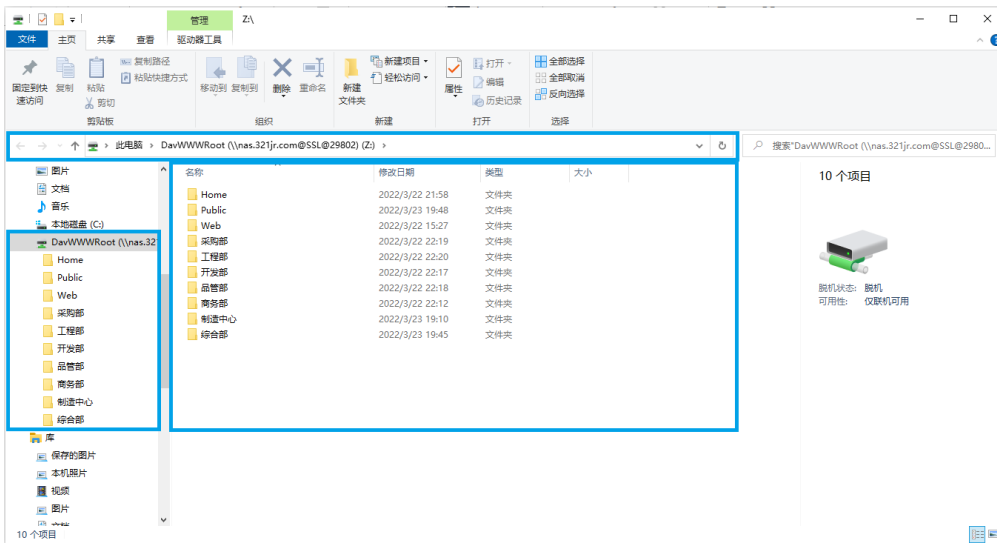 管理 Z:\
文件 主页 共享 查看 驱动器工具
固定到快速访问
复制
粘贴
复制路径
粘贴快捷方式
剪切
剪贴板
移动到 复制到 删除 重命名
组织
新建文件夹
新建项目
轻松访问
新建
属性
打开
编辑
历史记录
打开
全部选择
全部取消
反向选择
选择
此电脑 › DavWWWRoot (\\nas.321jr.com@SSL@29802) (Z:) ›
搜索"DavWWWRoot (\\nas.321jr.com@SSL@2980...
图片
文档
音乐
本地磁盘 (C:)
DavWWWRoot (\\nas.321
Home
Public
Web
采购部
工程部
开发部
品管部
商务部
制造中心
综合部
库
保存的图片
本机照片
视频
图片
名称 修改日期 类型 大小
Home 2022/3/22 21:58 文件夹
Public 2022/3/23 19:48 文件夹
Web 2022/3/22 15:27 文件夹
采购部 2022/3/22 22:19 文件夹
工程部 2022/3/22 22:20 文件夹
开发部 2022/3/22 22:17 文件夹
品管部 2022/3/22 22:18 文件夹
商务部 2022/3/22 22:12 文件夹
制造中心 2022/3/23 19:10 文件夹
综合部 2022/3/23 19:45 文件夹
10 个项目
脱机状态: 脱机
可用性: 仅联机可用
10 个项目